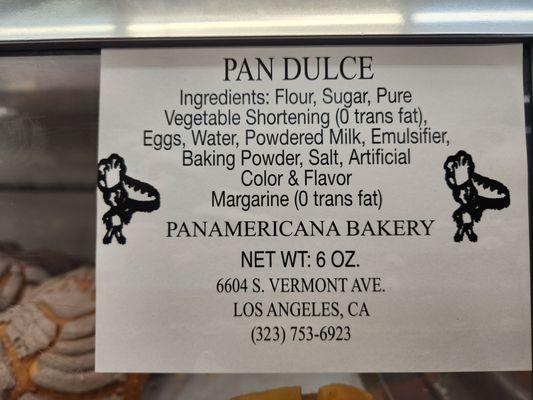 PAN DULCE
Ingredients: Flour, Sugar, Pure
Vegetable Shortening (0 trans fat),
Eggs, Water, Powdered Milk, Emulsifier,
Baking Powder, Salt, Artificial
Color & Flavor
Margarine (0 trans fat)
PANAMERICANA BAKERY
NET WT: 6 OZ.
6604 S. VERMONT AVE.
LOS ANGELES, CA
(323) 753-6923